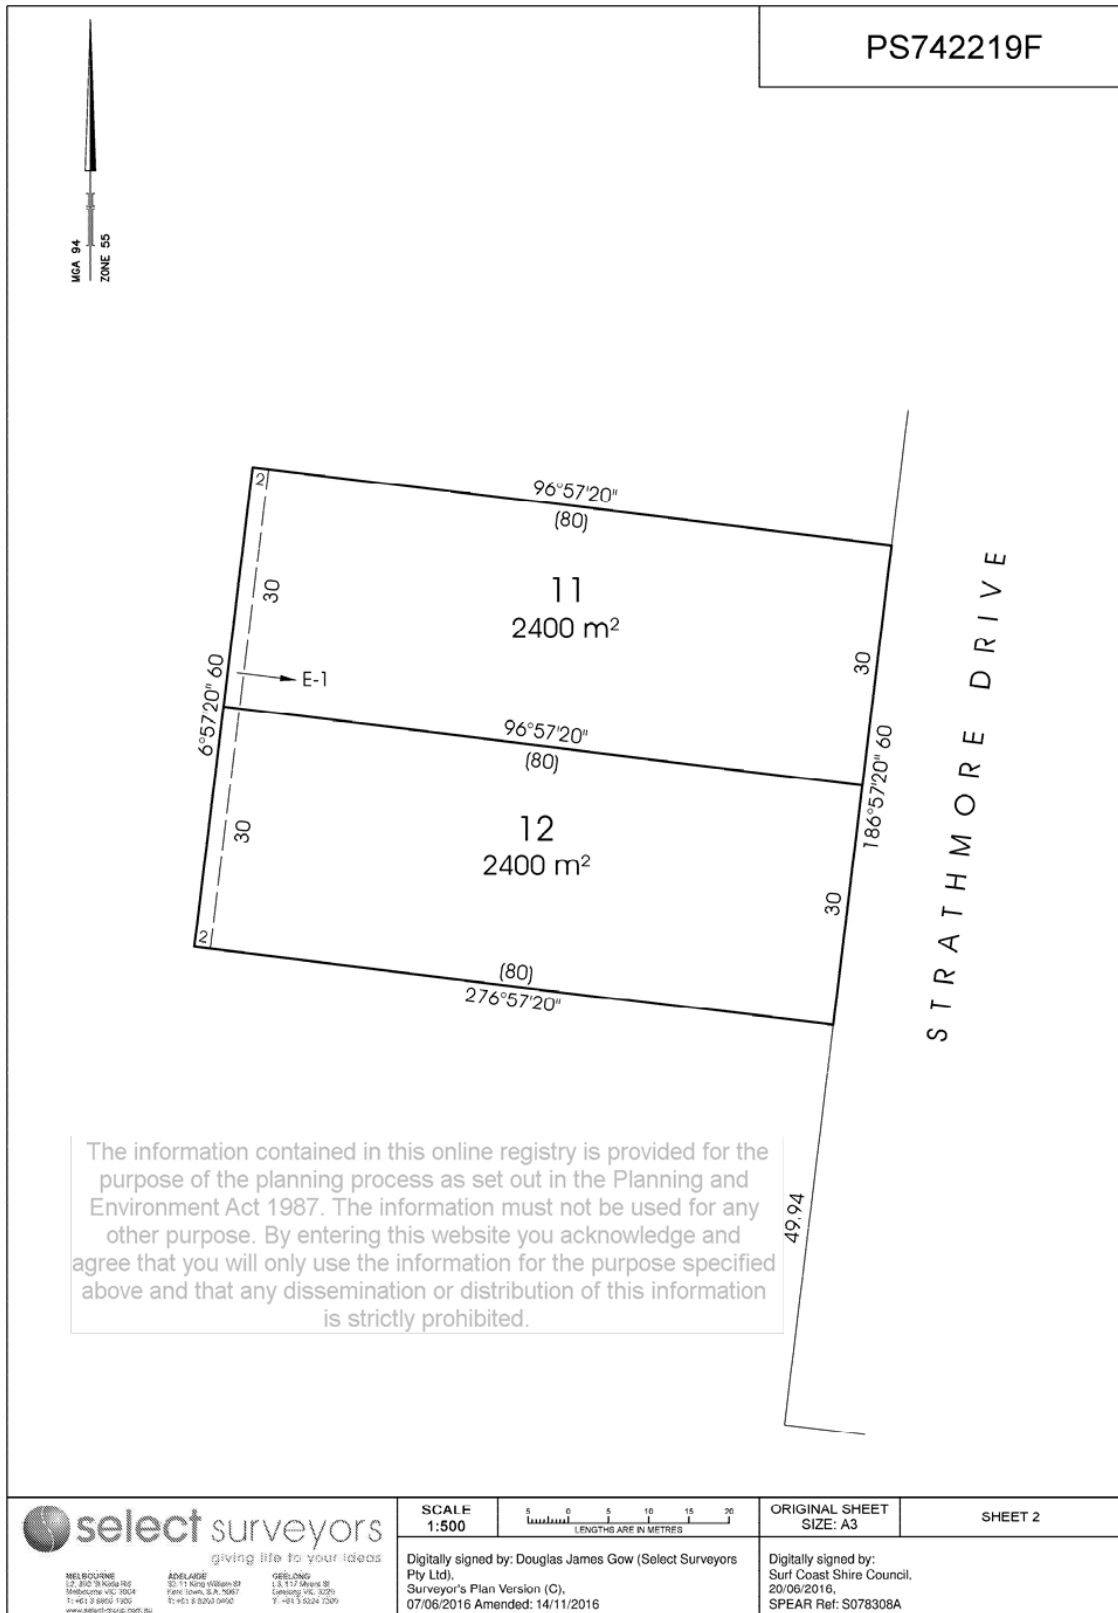 PS742219F
MGA 94
ZONE 55
96°57'20"
(80)
2
30
11
2400 m²
30
E-1
6°57'20" 60
96°57'20"
(80)
186°57'20" 60
30
12
2400 m²
30
2
(80)
276°57'20"
STRATHMORE DRIVE
49.94
The information contained in this online registry is provided for the
purpose of the planning process as set out in the Planning and
Environment Act 1987. The information must not be used for any
other purpose. By entering this website you acknowledge and
agree that you will only use the information for the purpose specified
above and that any dissemination or distribution of this information
is strictly prohibited.
select surveyors
giving life to your ideas
MELBOURNE
ADELAIDE
GEELONG
SCALE
1:500
5 0 5 10 15 20
LENGTHS ARE IN METRES
ORIGINAL SHEET
SIZE: A3
SHEET 2
Digitally signed by: Douglas James Gow (Select Surveyors
Pty Ltd),
Surveyor's Plan Version (C),
07/06/2016 Amended: 14/11/2016
Digitally signed by:
Surf Coast Shire Council,
20/06/2016,
SPEAR Ref: S078308A